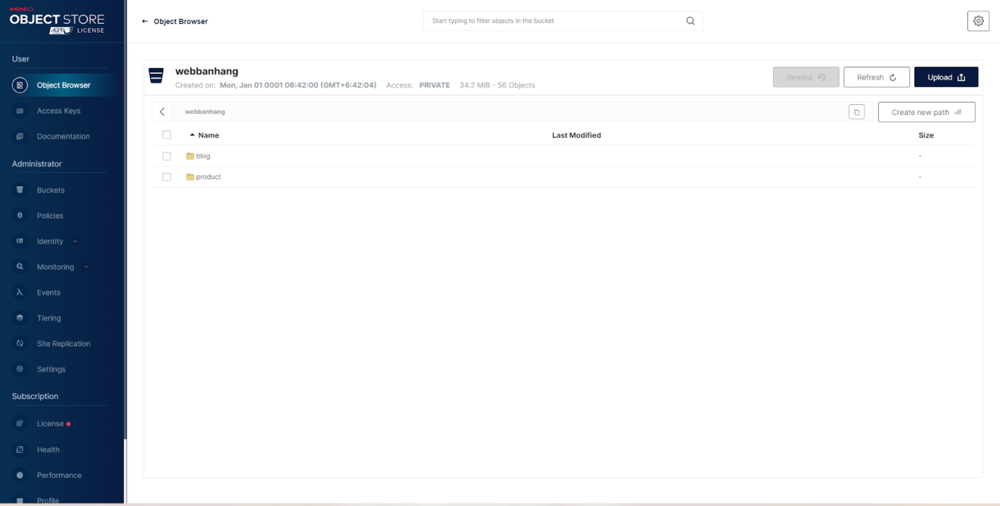 MINIO
OBJECT STORE
AGPLv3 LICENSE
User
Object Browser
Access Keys
Documentation
Administrator
Buckets
Policies
Identity
Monitoring
Events
Tiering
Site Replication
Settings
Subscription
License
Health
Performance
Profile
← Object Browser
Start typing to filter objects in the bucket
webbanhang
Created on: Mon, Jan 01 0001 06:42:00 (GMT+6:42:04) Access: PRIVATE 34.2 MiB - 56 Objects
Rewind
Refresh
Upload
webbanhang
Create new path
Name Last Modified Size
blog -
product -